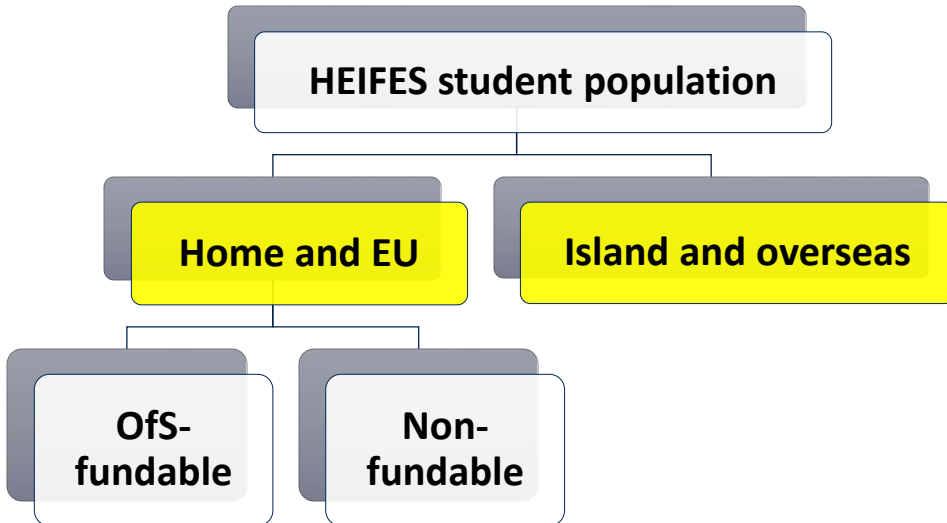 HEIFES student population
Home and EU
Island and overseas
OfS-
fundable
Non-
fundable